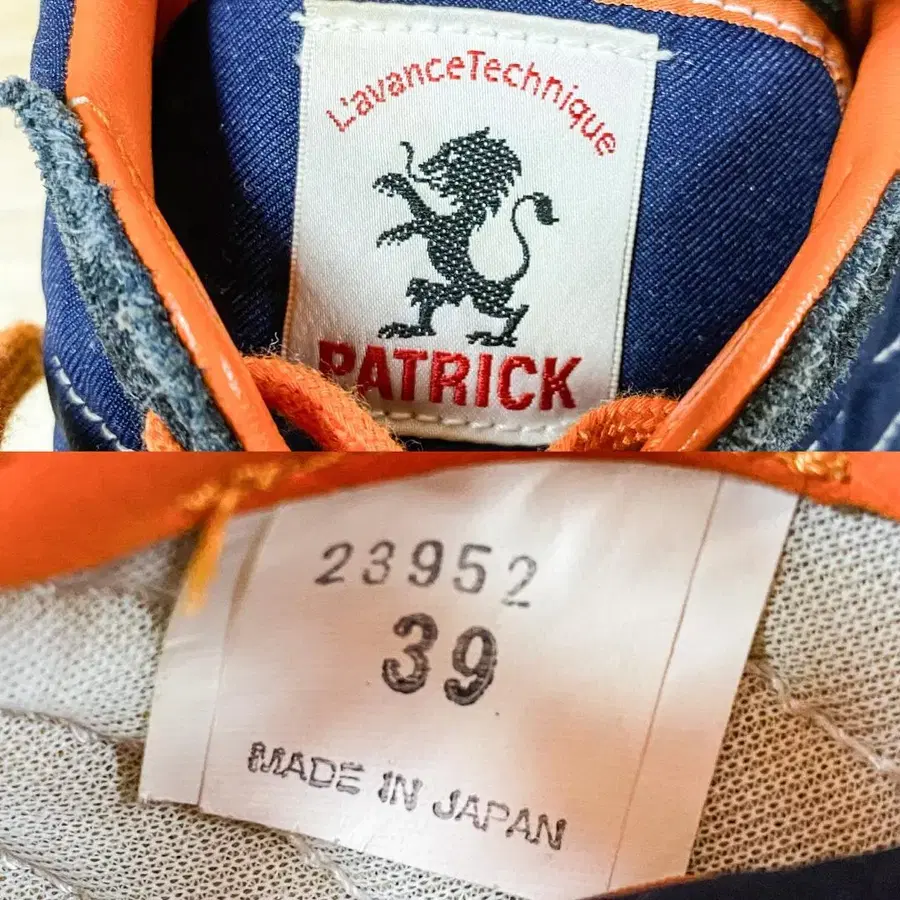 L'avanceTechnique
PATRICK
23952
39
MADE IN JAPAN